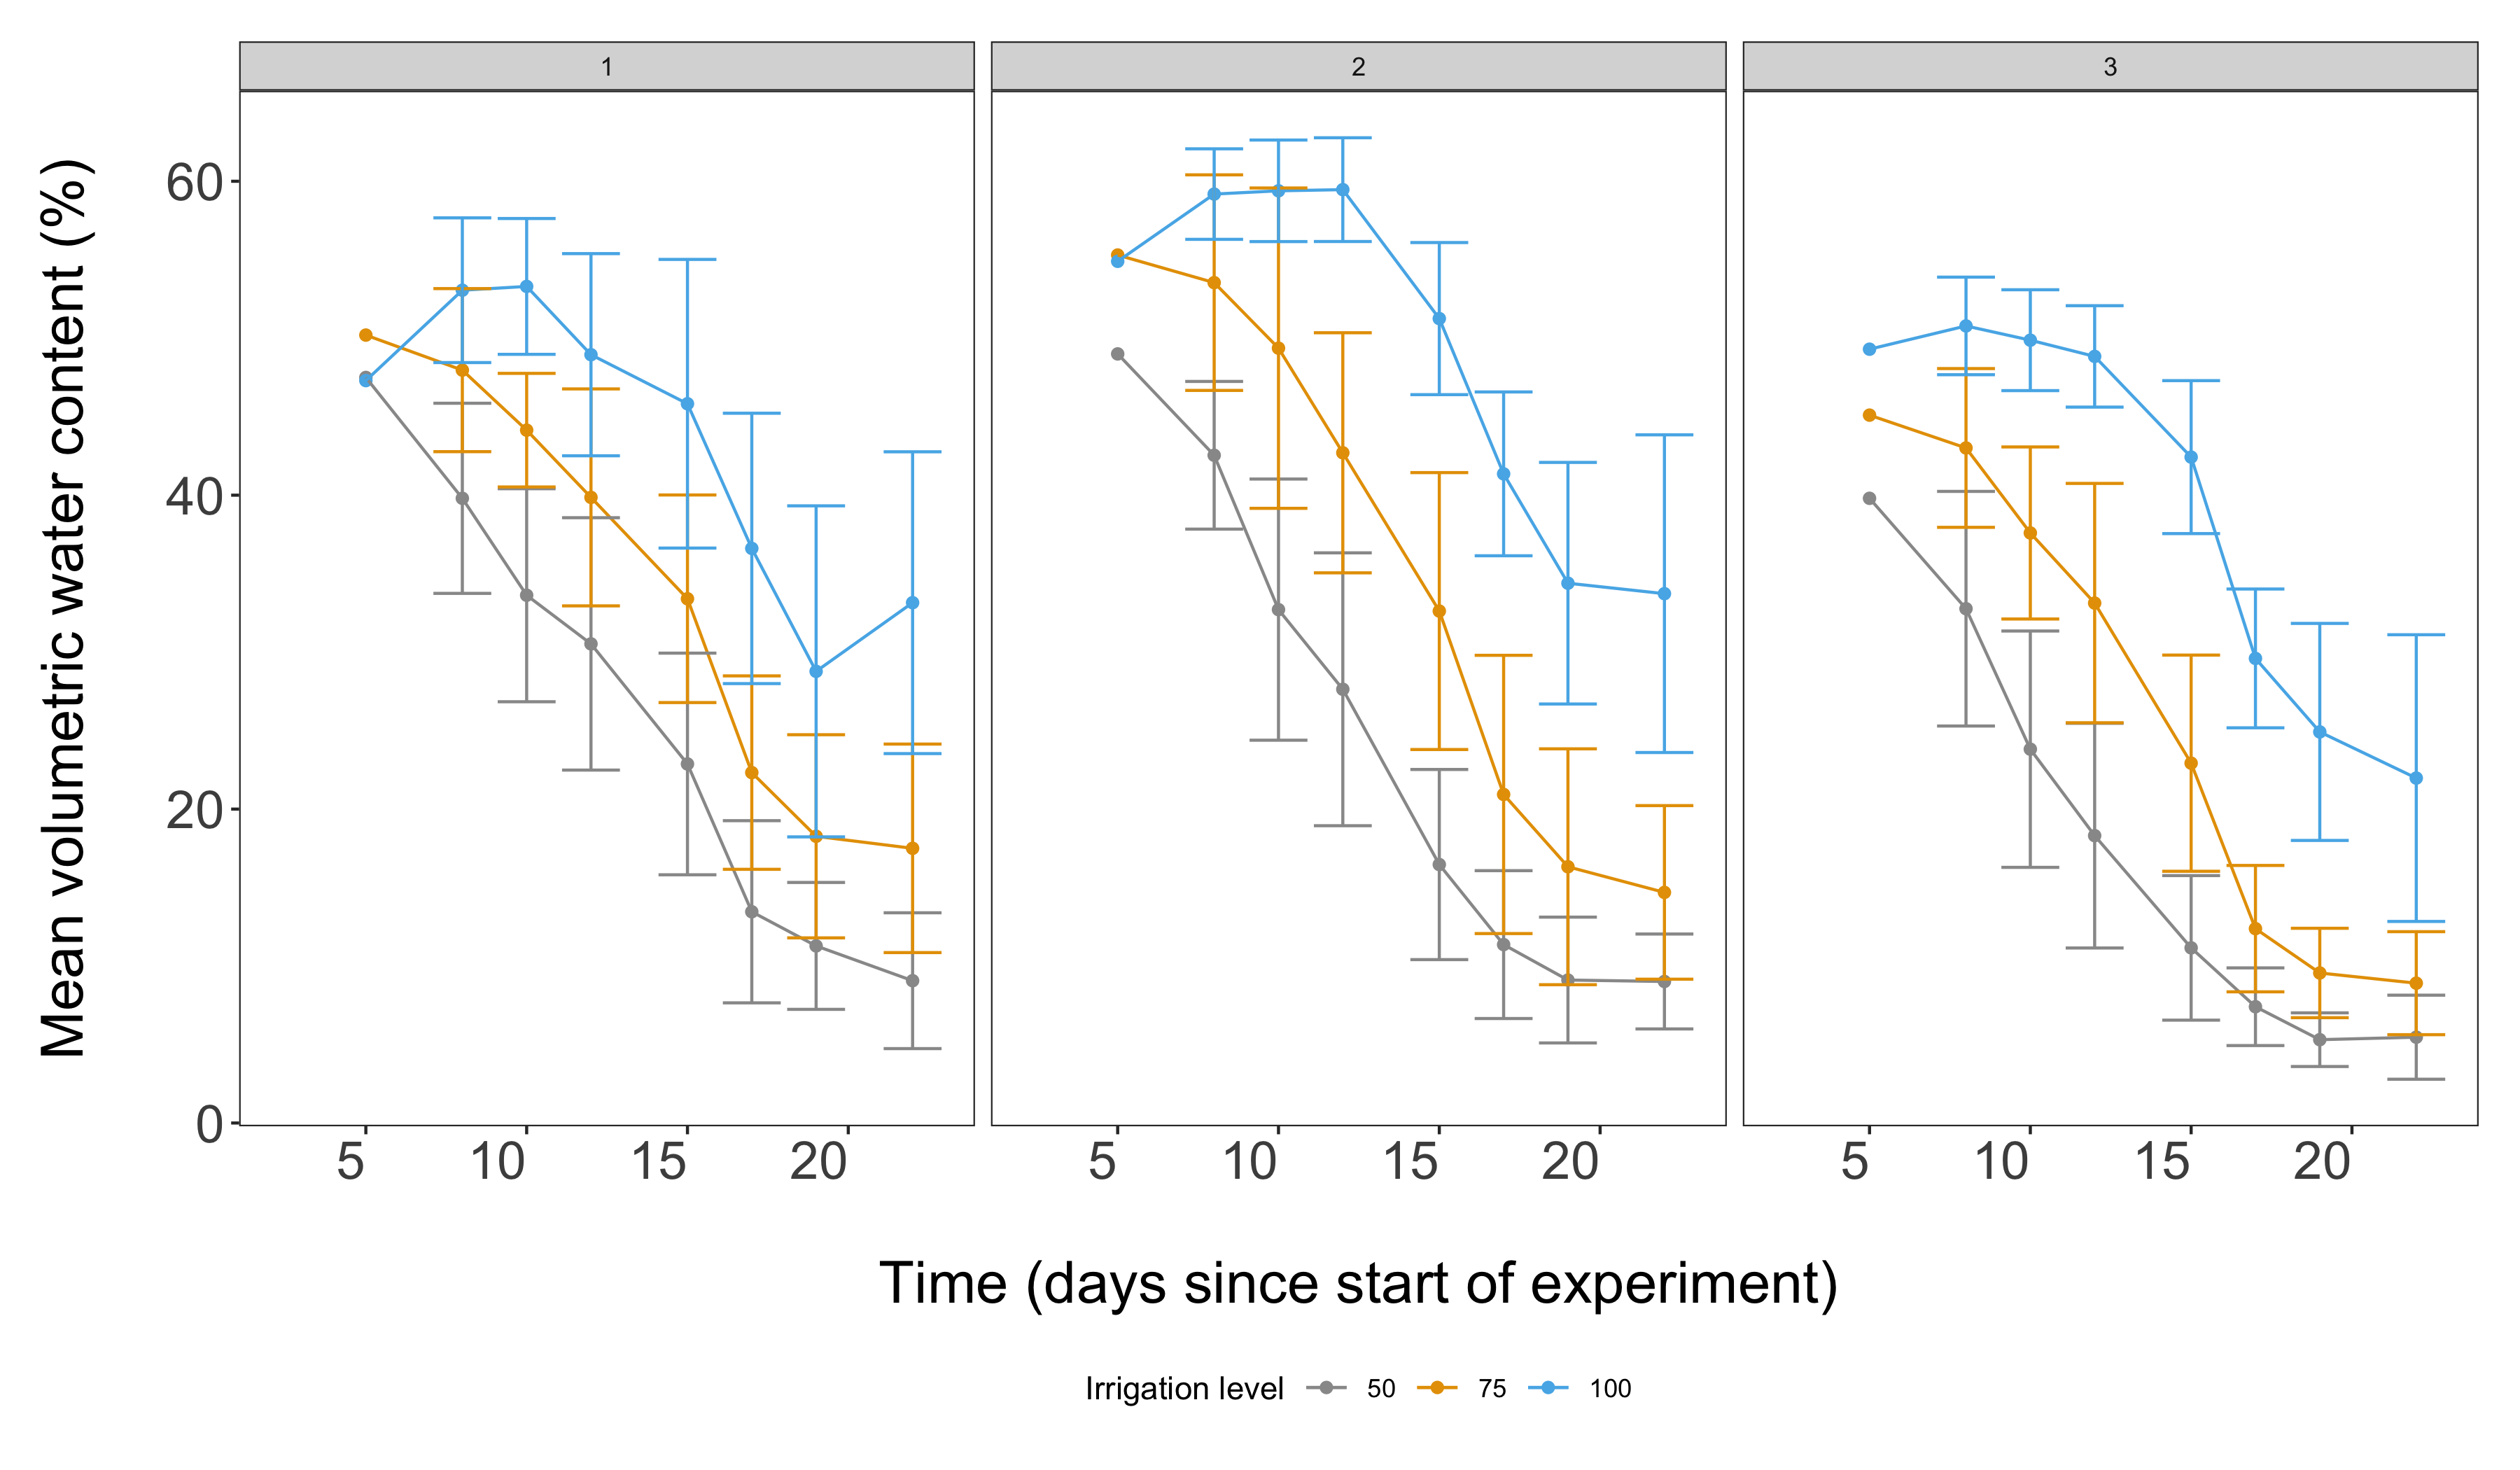 1 2 3
Mean volumetric water content (%)
60
40
20
0
5 10 15 20 5 10 15 20 5 10 15 20
Time (days since start of experiment)
Irrigation level 50 75 100